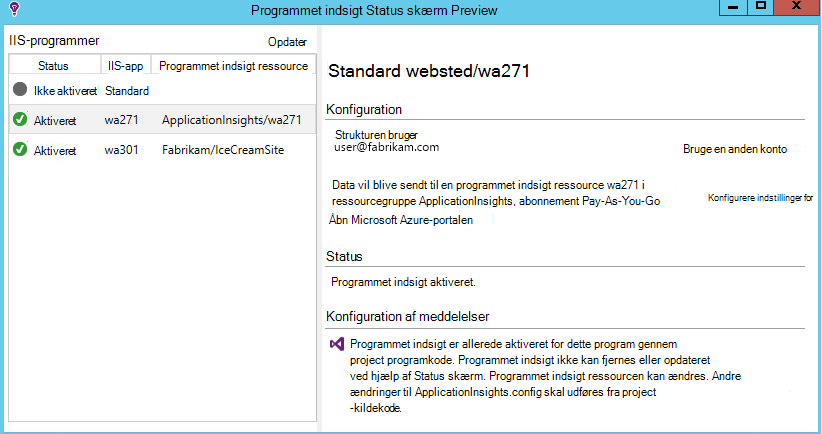 Programmet indsigt Status skærm Preview
IIS-programmer
Opdater
Status IIS-app Programmet indsigt ressource
Ikke aktiveret Standard
Aktiveret wa271 ApplicationInsights/wa271
Aktiveret wa301 Fabrikam/IceCreamSite
Standard websted/wa271
Konfiguration
Strukturen bruger
user@fabrikam.com
Bruge en anden konto
Data vil blive sendt til en programmet indsigt ressource wa271 i
ressourcegruppe ApplicationInsights, abonnement Pay-As-You-Go
Konfigurere indstillinger for
Åbn Microsoft Azure-portalen
Status
Programmet indsigt aktiveret.
Konfiguration af meddelelser
Programmet indsigt er allerede aktiveret for dette program gennem
project programkode. Programmet indsigt ikke kan fjernes eller opdateret
ved hjælp af Status skærm. Programmet indsigt ressourcen kan ændres. Andre
ændringer til ApplicationInsights.config skal udføres fra project
-kildekode.